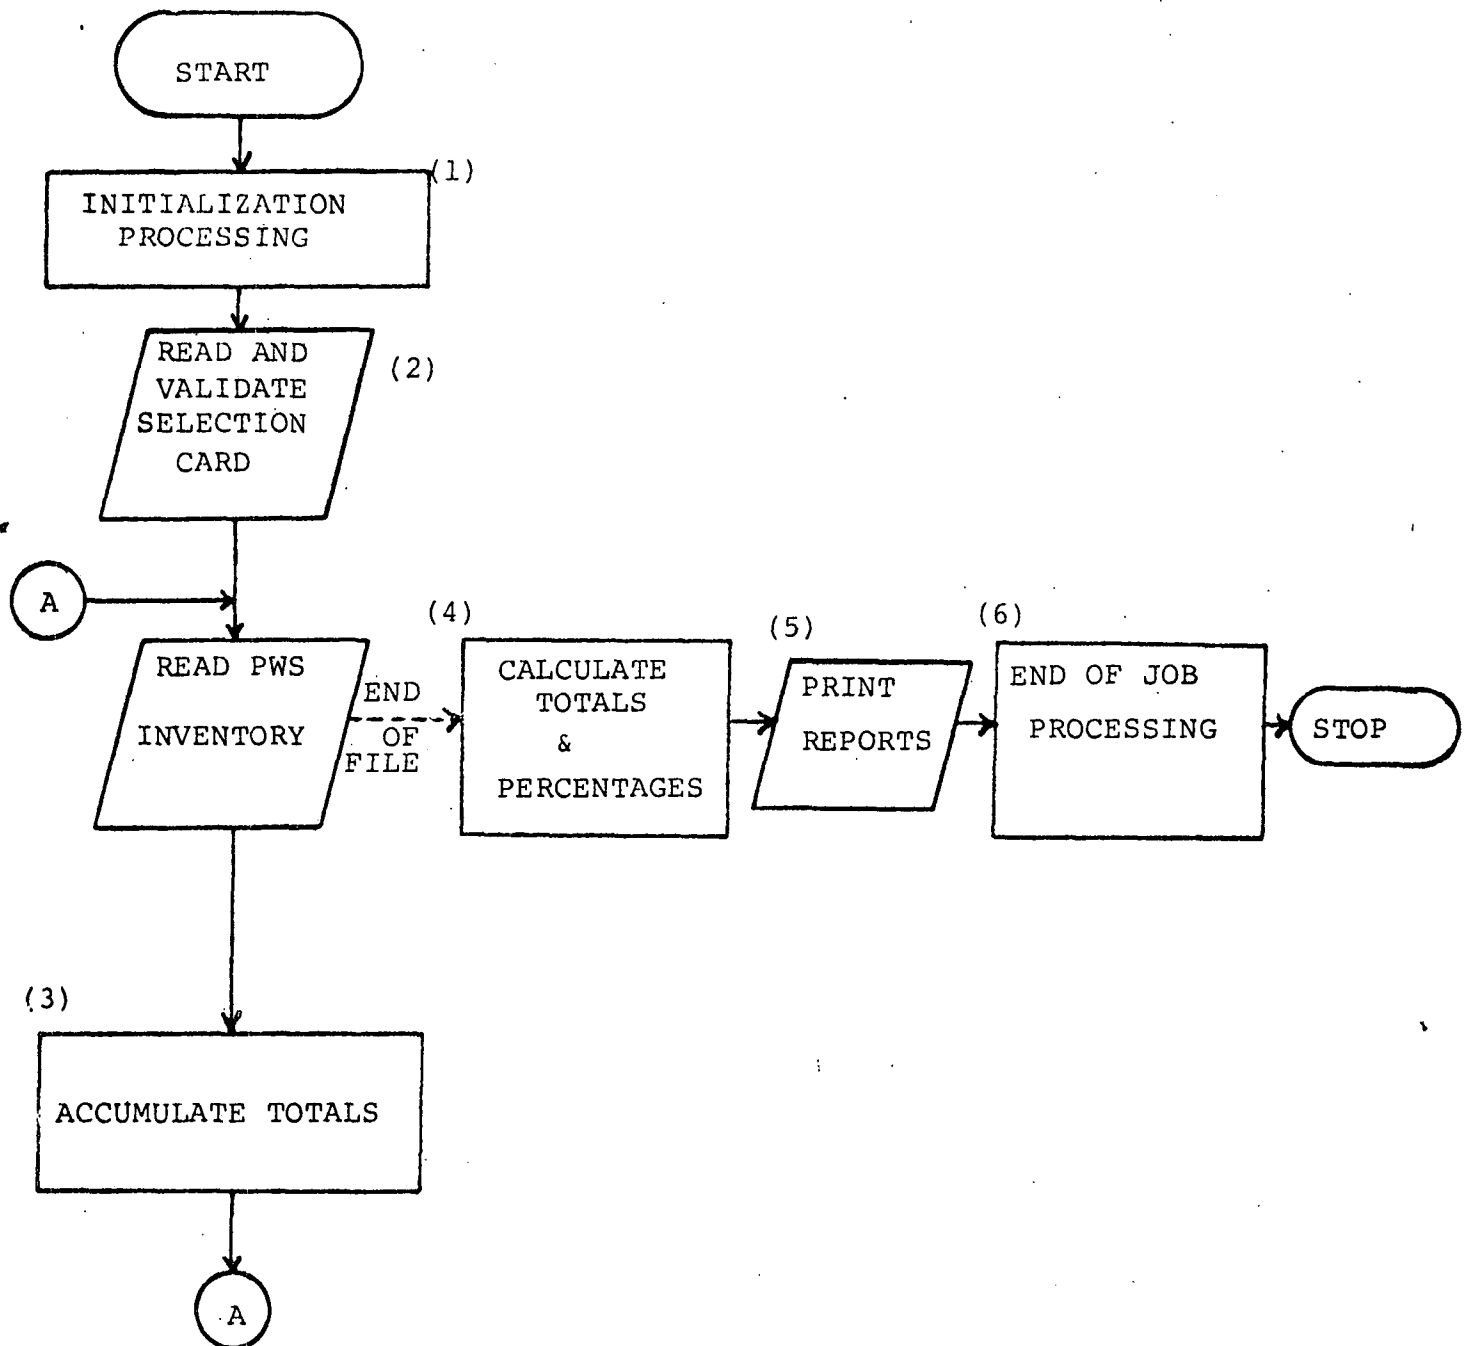 START
(1)
INITIALIZATION
PROCESSING
READ AND
VALIDATE
SELECTION
CARD
(2)
A
READ PWS
INVENTORY
END
OF
FILE
(4)
CALCULATE
TOTALS
&
PERCENTAGES
(5)
PRINT
REPORTS
(6)
END OF JOB
PROCESSING
STOP
(3)
ACCUMULATE TOTALS
A